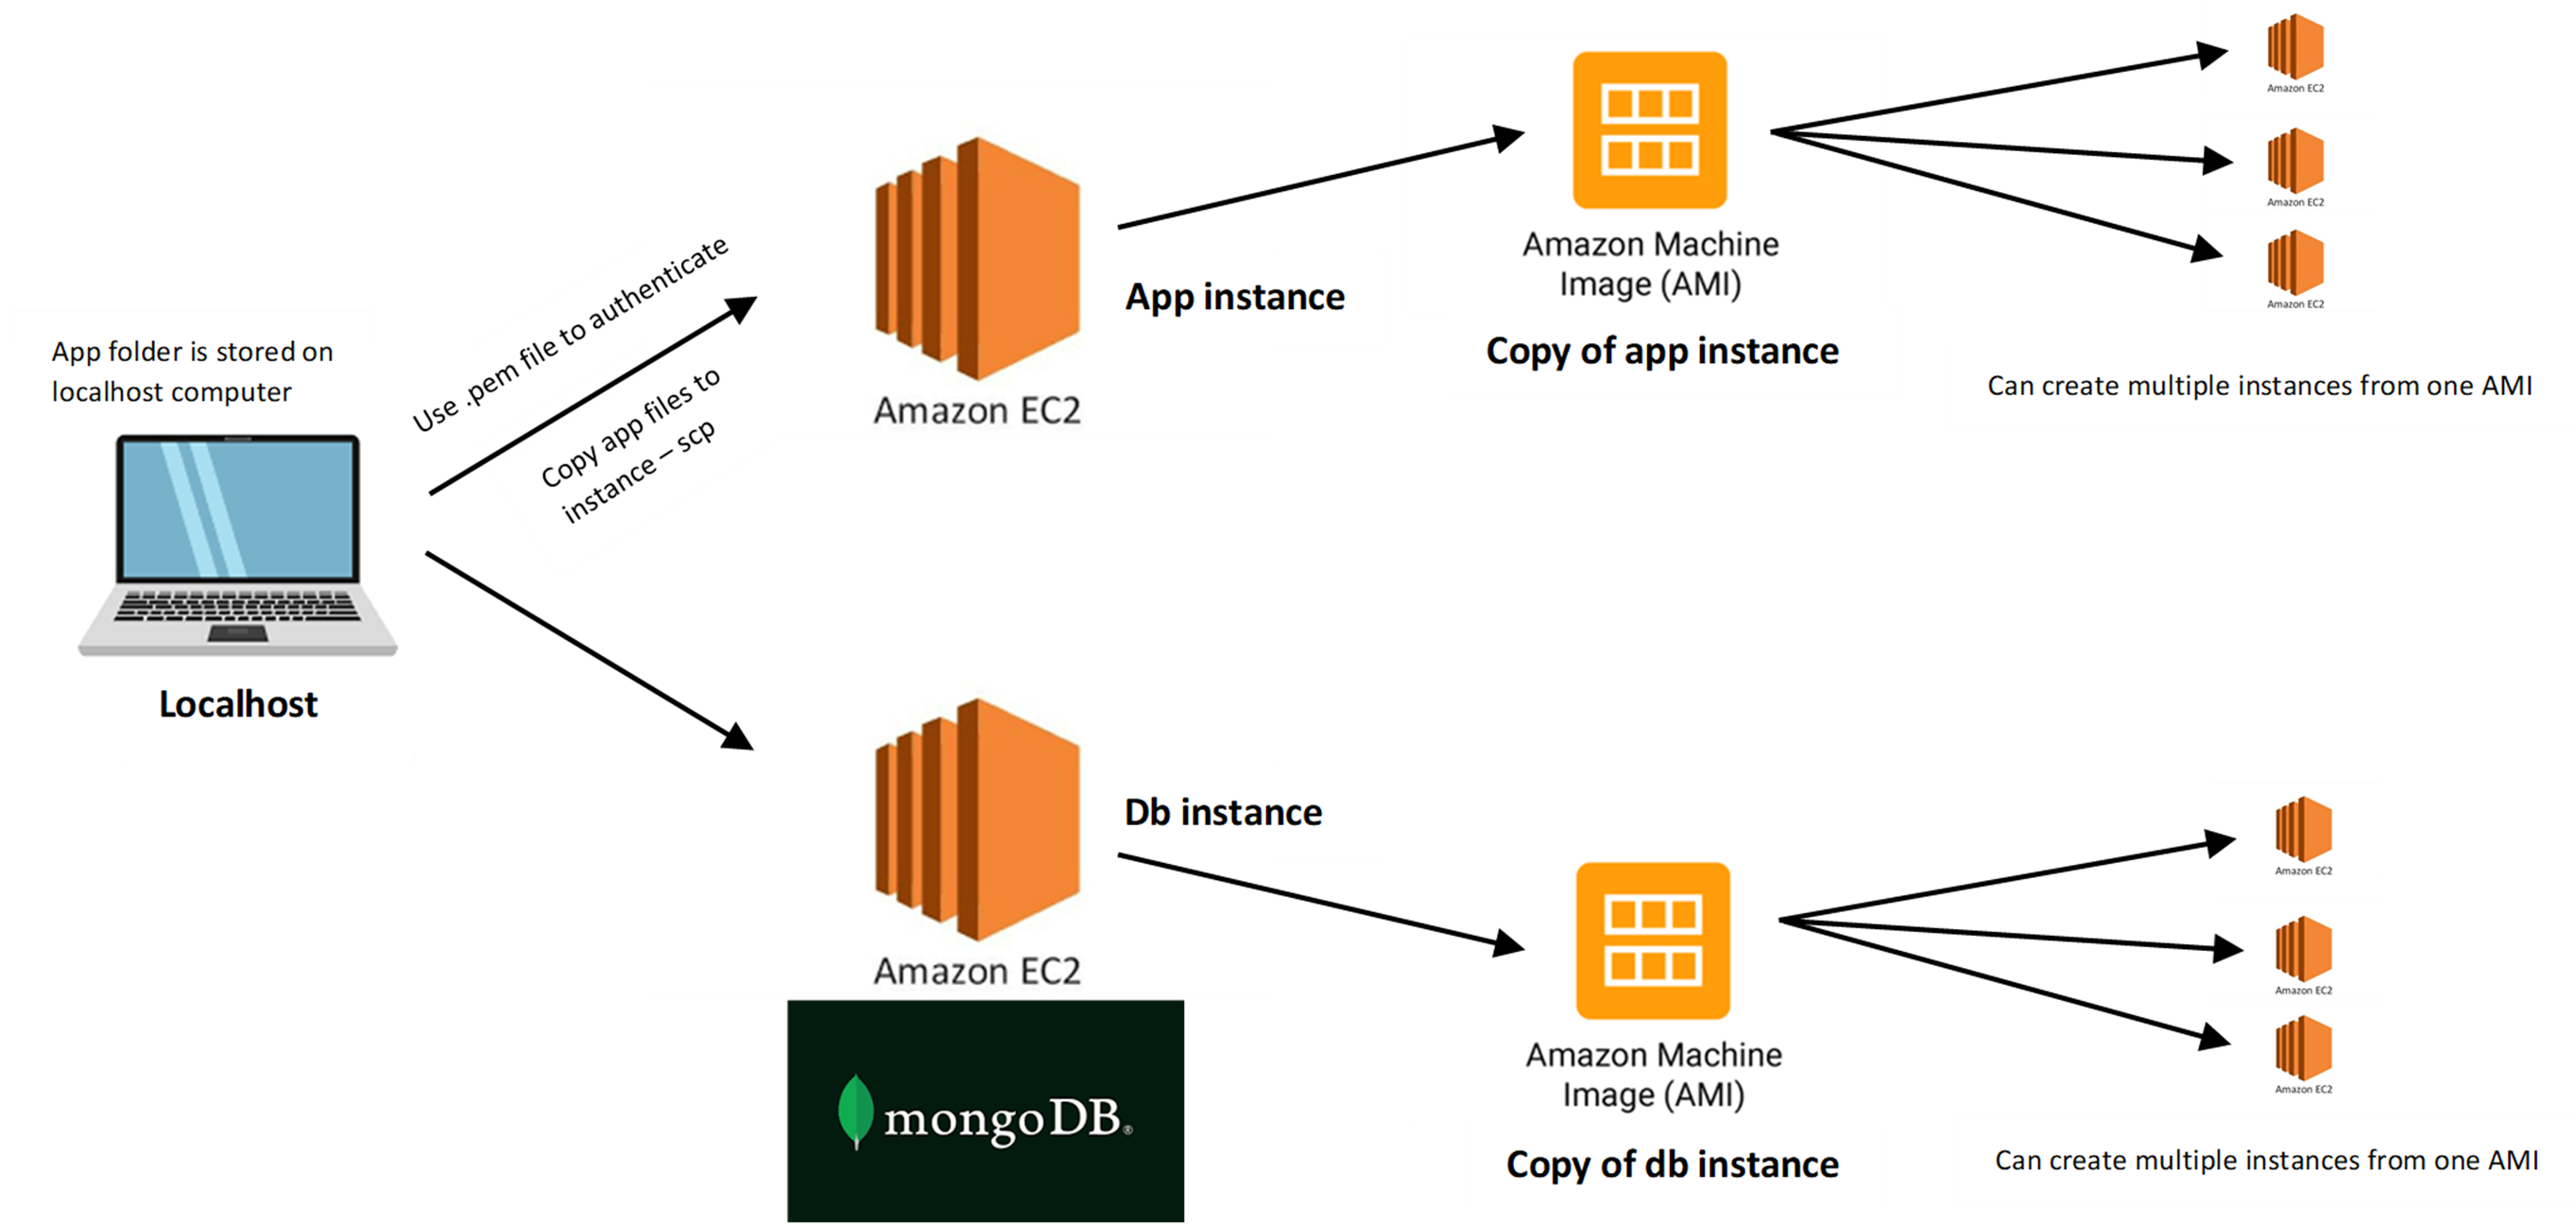 Amazon EC2
Amazon EC2
Amazon EC2
Amazon Machine
Image (AMI)
Copy of app instance
Can create multiple instances from one AMI
App instance
Amazon EC2
Use .pem file to authenticate
Copy app files to
instance – scp
App folder is stored on
localhost computer
Localhost
Db instance
Amazon EC2
mongoDB®
Amazon Machine
Image (AMI)
Copy of db instance
Amazon EC2
Amazon EC2
Amazon EC2
Can create multiple instances from one AMI